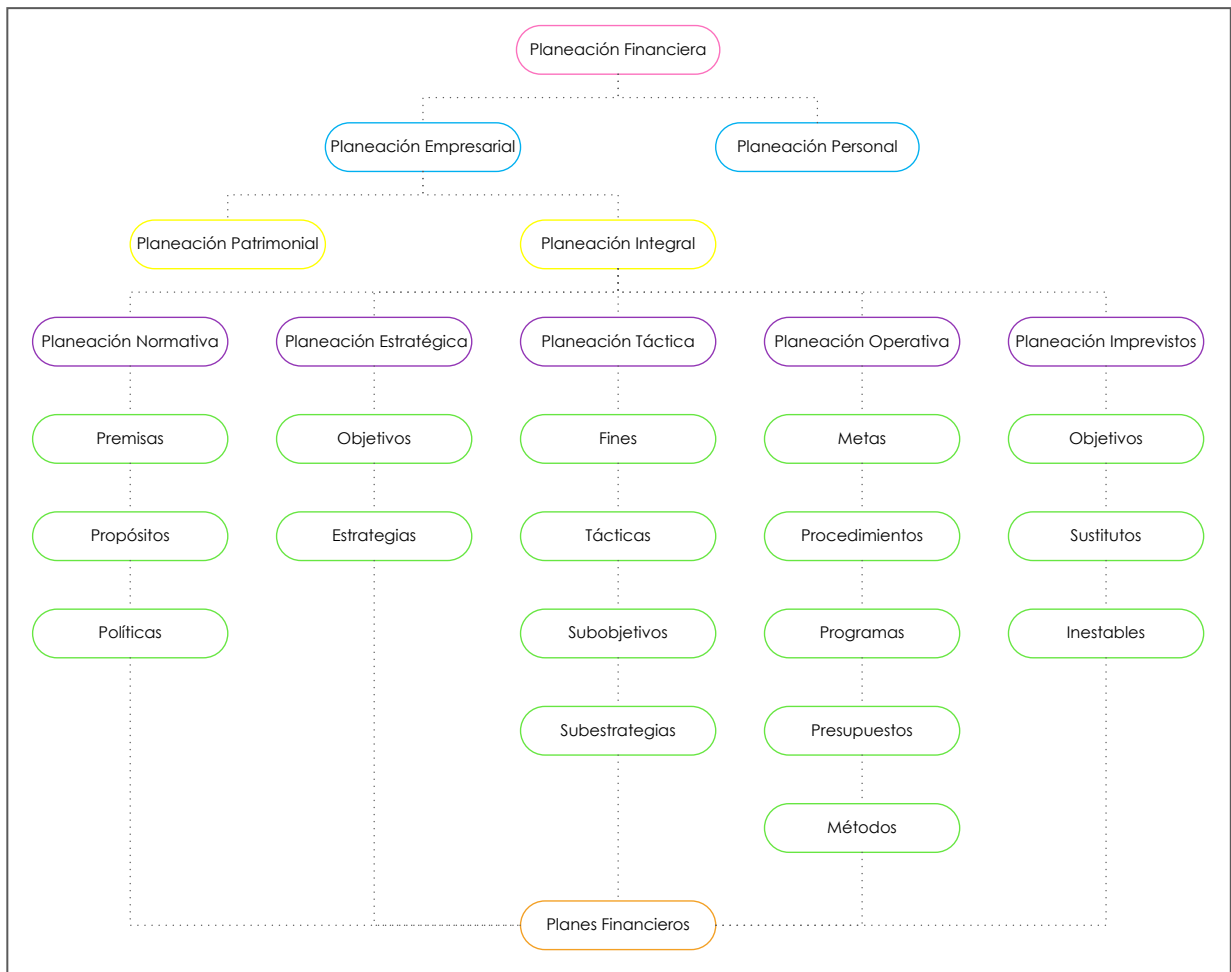 Planeación Financiera
Planeación Empresarial
Planeación Personal
Planeación Patrimonial
Planeación Integral
Planeación Normativa
Planeación Estratégica
Planeación Táctica
Planeación Operativa
Planeación Imprevistos
Premisas
Objetivos
Fines
Metas
Objetivos
Propósitos
Estrategias
Tácticas
Procedimientos
Sustitutos
Políticas
Subobjetivos
Programas
Inestables
Subestrategias
Presupuestos
Métodos
Planes Financieros